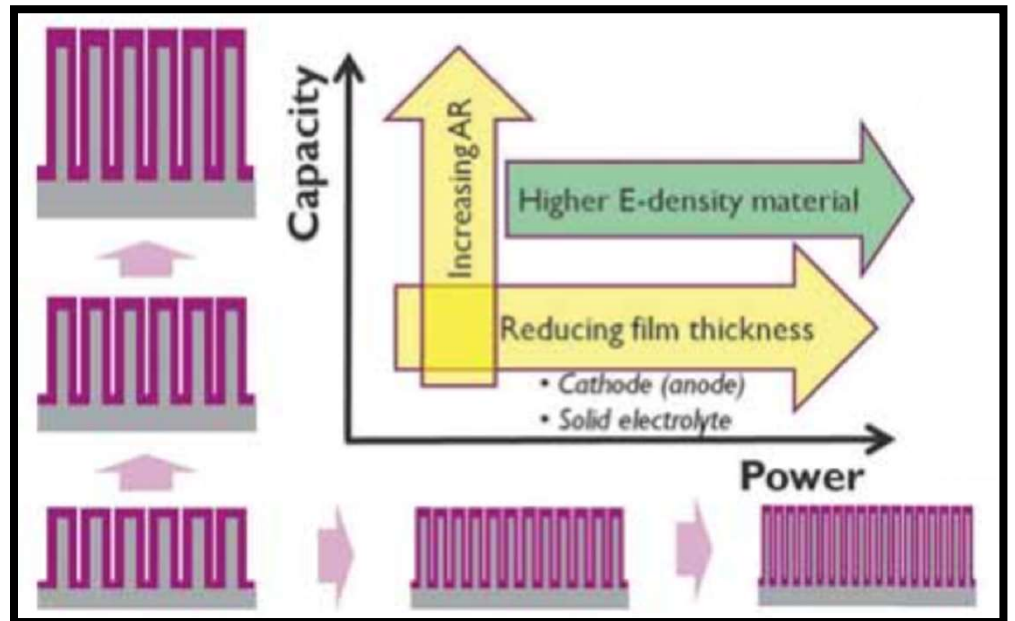 Capacity
Increasing AR
Higher E-density material
Reducing film thickness
• Cathode (anode)
• Solid electrolyte
Power